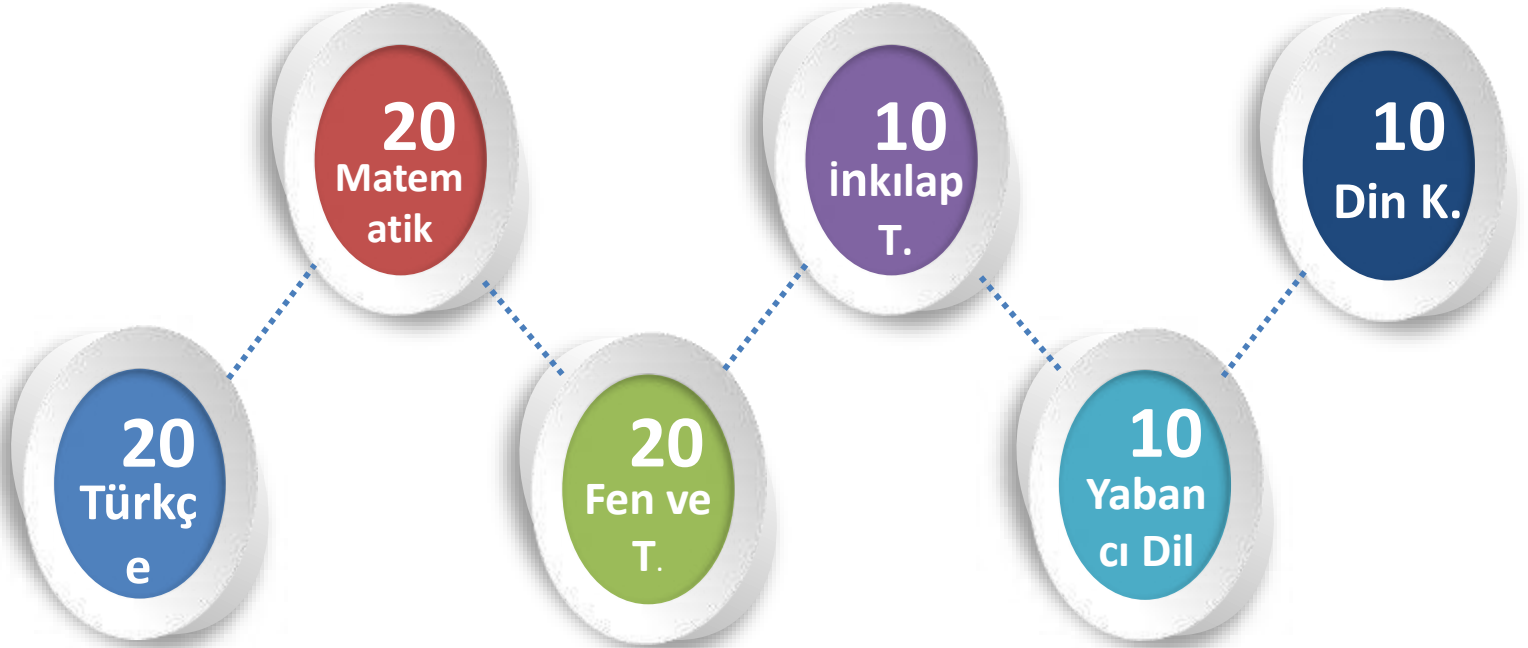 20
Türkç
e
20
Matem
atik
20
Fen ve
T.
10
İnkılap
T.
10
Yaban
cı Dil
10
Din K.